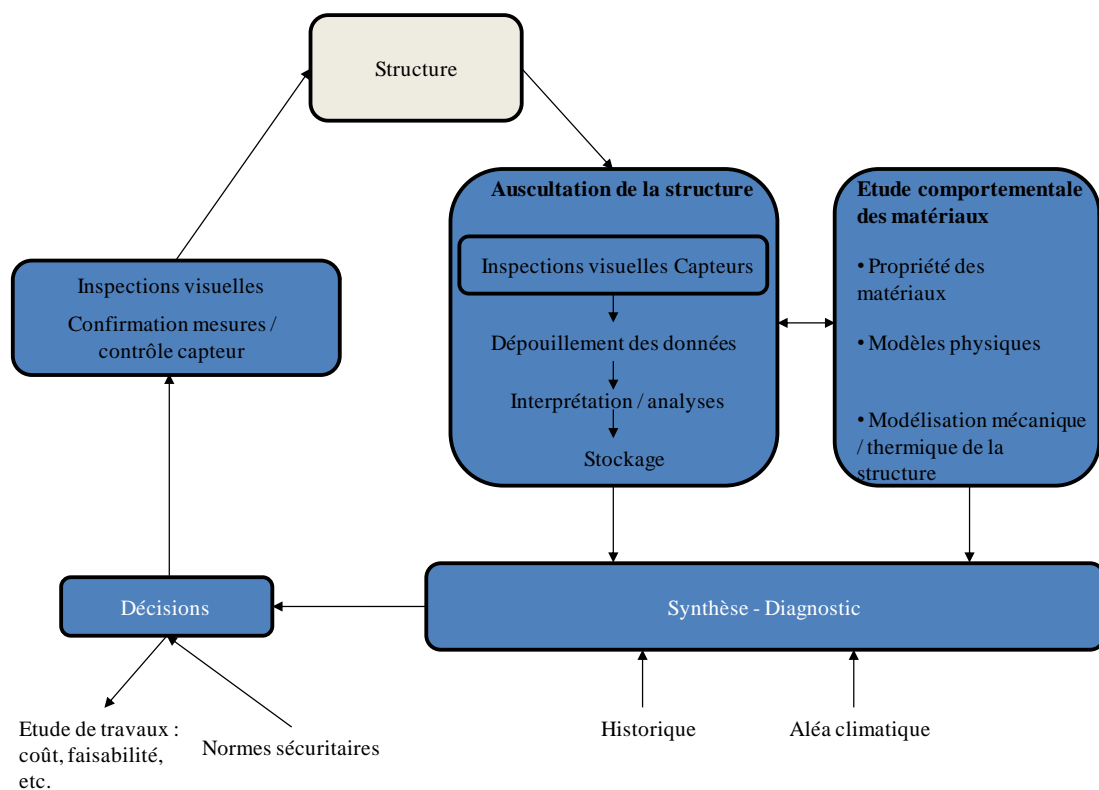 Structure
Auscultation de la structure
Inspections visuelles Capteurs
Dépouillement des données
Interprétation / analyses
Stockage
Etude comportementale
des matériaux
• Propriété des
matériaux
• Modèles physiques
• Modélisation mécanique
/ thermique de la
structure
Inspections visuelles
Confirmation mesures /
contrôle capteur
Décisions
Synthèse - Diagnostic
Etude de travaux :
coût, faisabilité,
etc.
Normes sécuritaires
Historique
Aléa climatique